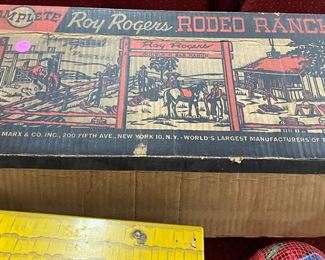 MPLETE Roy Rogers RODEO RANCH
Roy Rogers
MARX & CO. INC., 200 FIFTH AVE., NEW YORK 10, N.Y. - WORLD'S LARGEST MANUFACTURERS OF T